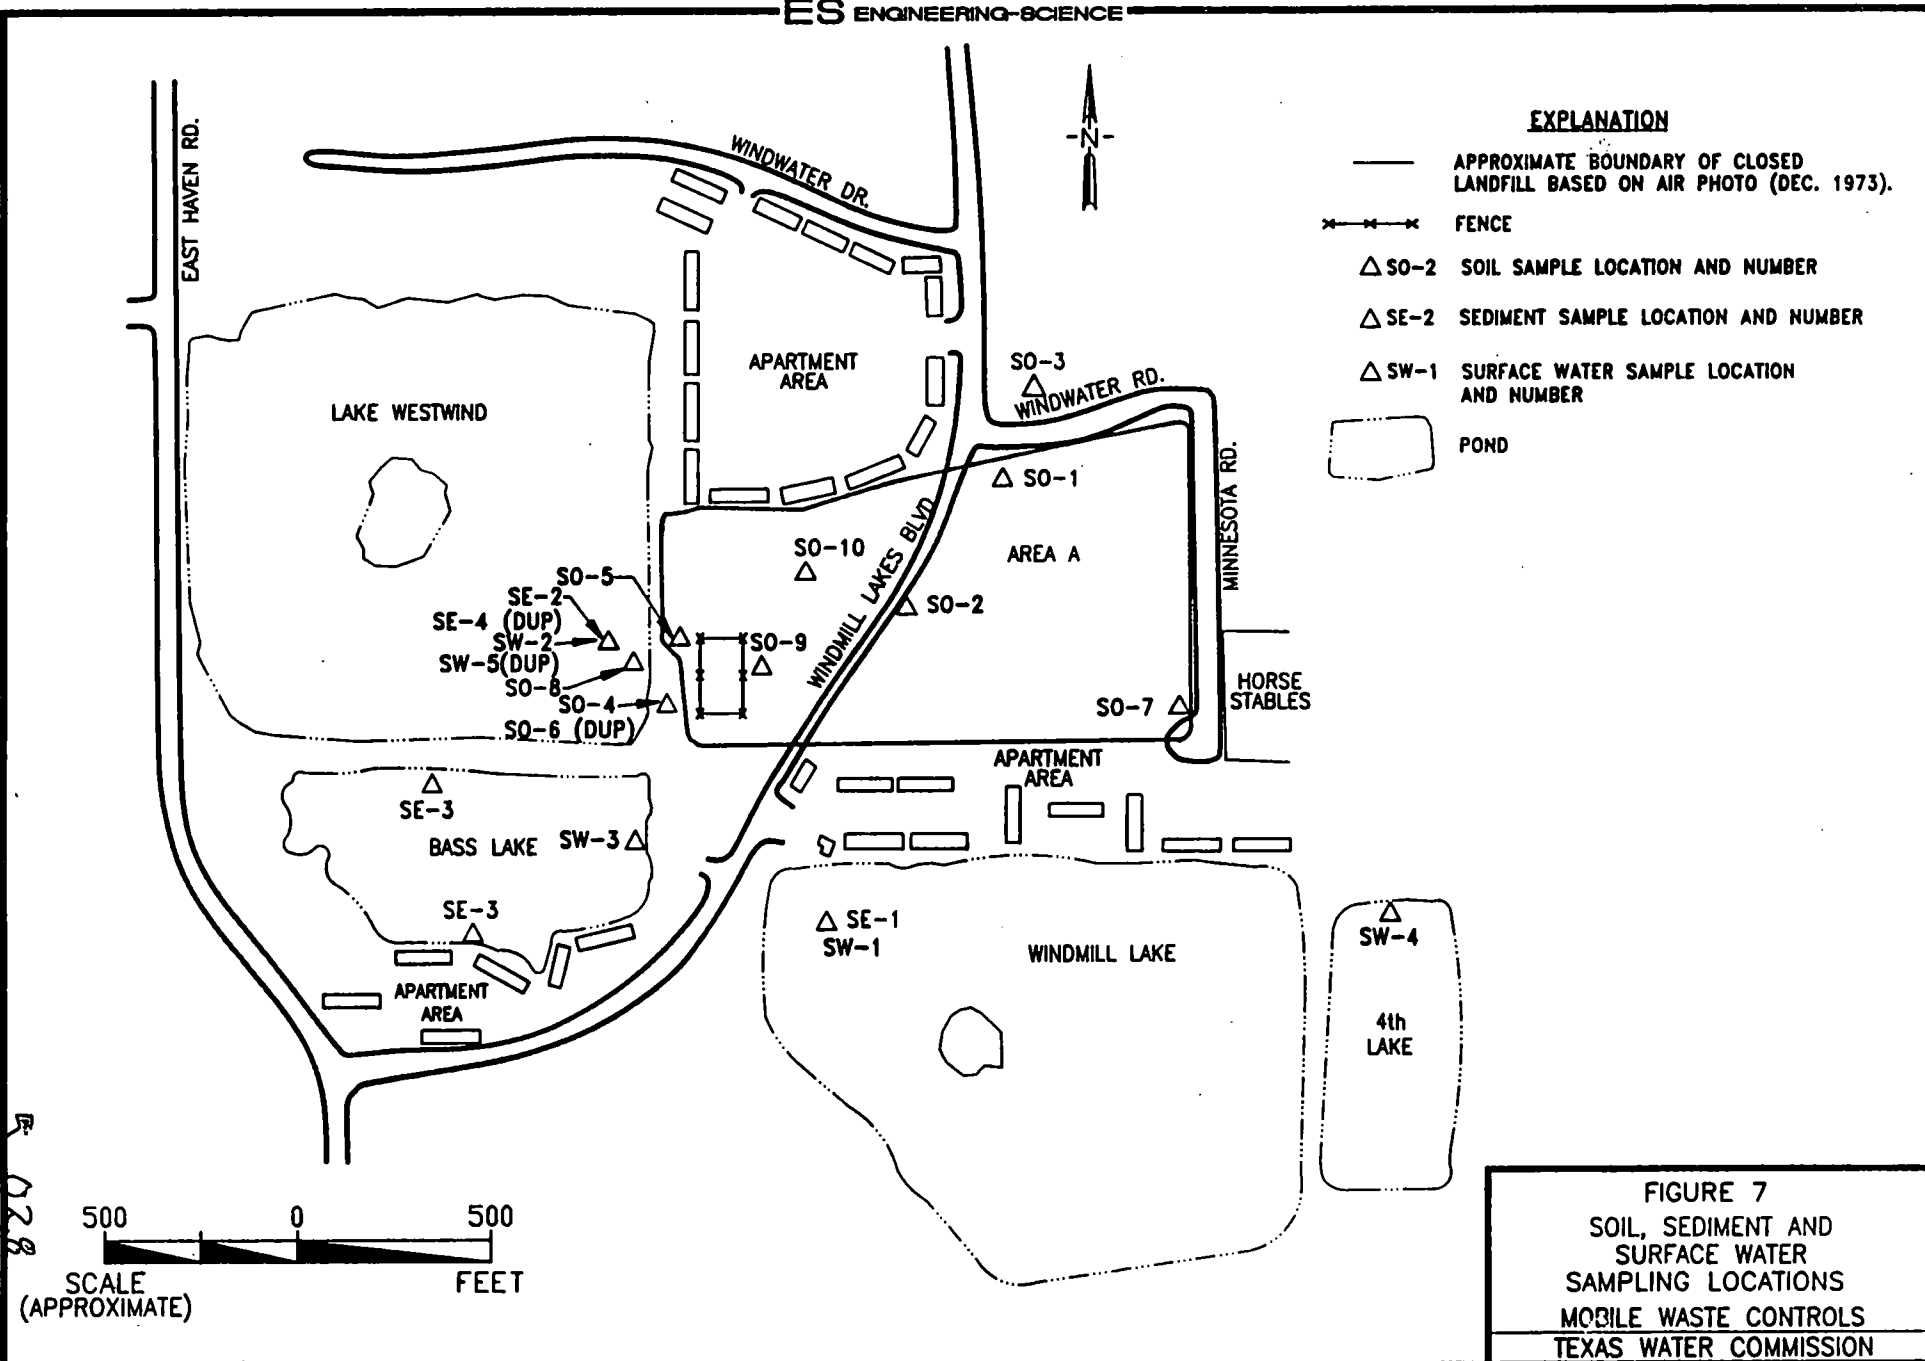 ES ENGINEERING-SCIENCE
EAST HAVEN RD.
WINDWATER DR.
N
EXPLANATION
APPROXIMATE BOUNDARY OF CLOSED
LANDFILL BASED ON AIR PHOTO (DEC. 1973).
FENCE
SO-2 SOIL SAMPLE LOCATION AND NUMBER
SE-2 SEDIMENT SAMPLE LOCATION AND NUMBER
SW-1 SURFACE WATER SAMPLE LOCATION
AND NUMBER
POND
APARTMENT
AREA
SO-3
WINDWATER RD.
LAKE WESTWIND
SO-1
MINNESOTA RD.
WINDMILL LAKES BLVD.
SO-10
AREA A
SO-5
SE-2
SE-4 (DUP)
SW-2
SW-5(DUP)
SO-8
SO-4
SO-6 (DUP)
SO-9
SO-2
SO-7
HORSE
STABLES
APARTMENT
AREA
SE-3
BASS LAKE
SW-3
SE-3
APARTMENT
AREA
SE-1
SW-1
WINDMILL LAKE
SW-4
4th
LAKE
500 0 500
SCALE
(APPROXIMATE)
FEET
FIGURE 7
SOIL, SEDIMENT AND
SURFACE WATER
SAMPLING LOCATIONS
MOBILE WASTE CONTROLS
TEXAS WATER COMMISSION